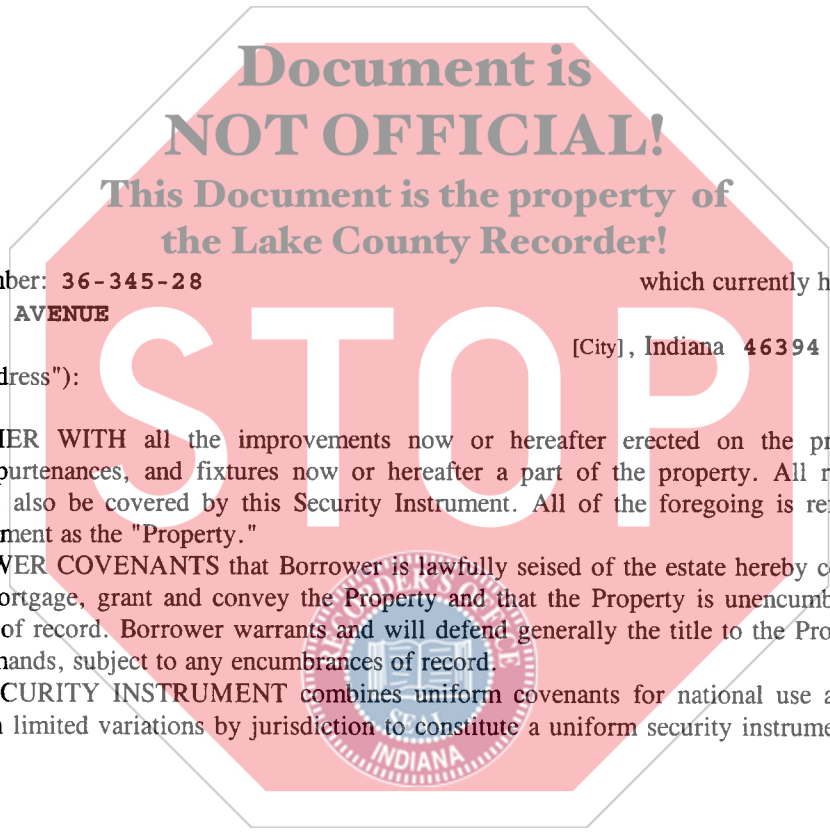 Document is
NOT OFFICIAL!
This Document is the property of
the Lake County Recorder!
nber: 36-345-28 which currently h
AVENUE
[City], Indiana 46394
dress"):
STOP
IER WITH all the improvements now or hereafter erected on the pr
purtenances, and fixtures now or hereafter a part of the property. All r
also be covered by this Security Instrument. All of the foregoing is re
ment as the "Property."
WER COVENANTS that Borrower is lawfully seised of the estate hereby c
ortgage, grant and convey the Property and that the Property is unencumb
of record. Borrower warrants and will defend generally the title to the Pro
nands, subject to any encumbrances of record.
CURITY INSTRUMENT combines uniform covenants for national use a
limited variations by jurisdiction to constitute a uniform security instrume
RECORDER'S OFFICE
SEAL
INDIANA